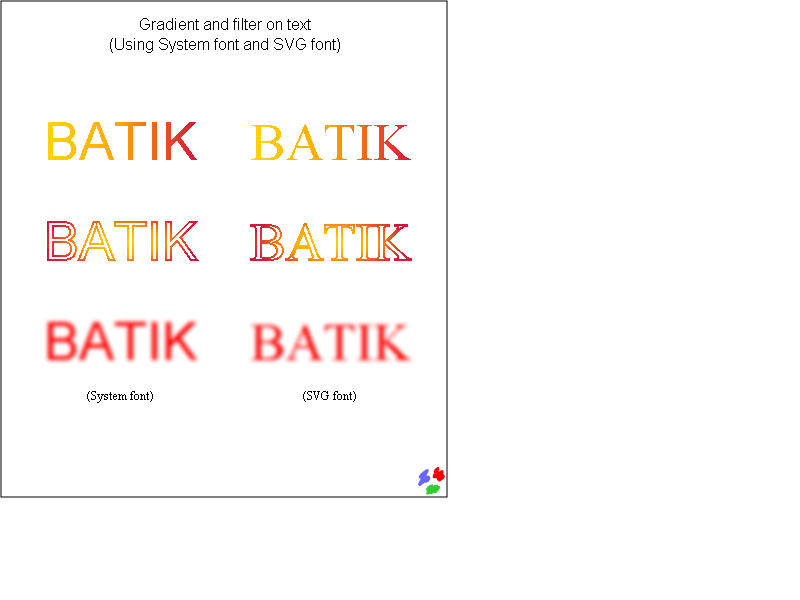 Gradient and filter on text
(Using System font and SVG font)
BATIK BATIK
BATIK BATIK
BATIK BATIK
(System font) (SVG font)